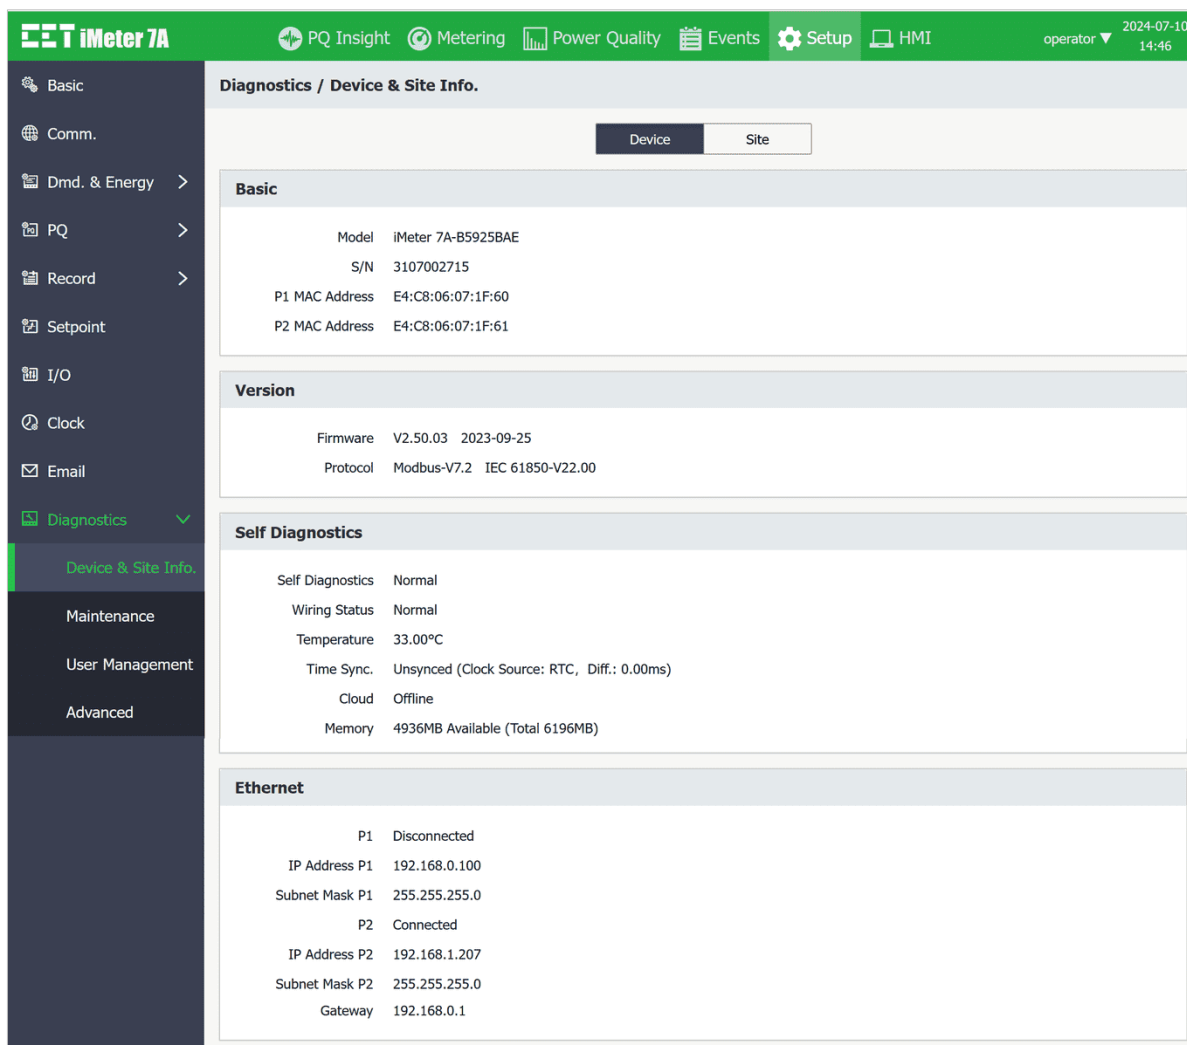 CET iMeter 7A
PQ Insight Metering Power Quality Events Setup HMI
operator ▼
2024-07-10
14:46
Basic
Comm.
Dmd. & Energy
PQ
Record
Setpoint
I/O
Clock
Email
Diagnostics
Device & Site Info.
Maintenance
User Management
Advanced
Diagnostics / Device & Site Info.
Device Site
Basic
Model iMeter 7A-B5925BAE
S/N 3107002715
P1 MAC Address E4:C8:06:07:1F:60
P2 MAC Address E4:C8:06:07:1F:61
Version
Firmware V2.50.03 2023-09-25
Protocol Modbus-V7.2 IEC 61850-V22.00
Self Diagnostics
Self Diagnostics Normal
Wiring Status Normal
Temperature 33.00°C
Time Sync. Unsynced (Clock Source: RTC, Diff.: 0.00ms)
Cloud Offline
Memory 4936MB Available (Total 6196MB)
Ethernet
P1 Disconnected
IP Address P1 192.168.0.100
Subnet Mask P1 255.255.255.0
P2 Connected
IP Address P2 192.168.1.207
Subnet Mask P2 255.255.255.0
Gateway 192.168.0.1